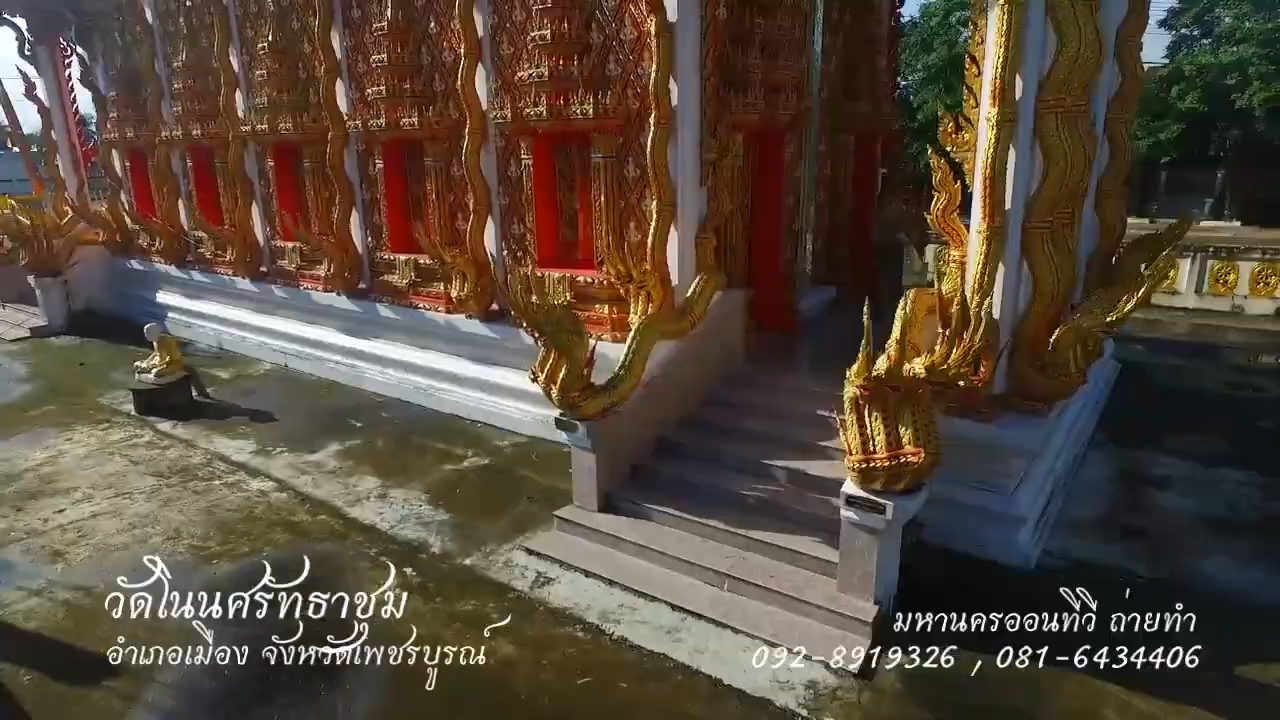 วัดโนนศรัทธาชุม
อำเภอเมือง จังหวัดเพชรบูรณ์
มหานครออนทีวี ถ่ายทำ
092-8919326 , 081-6434406